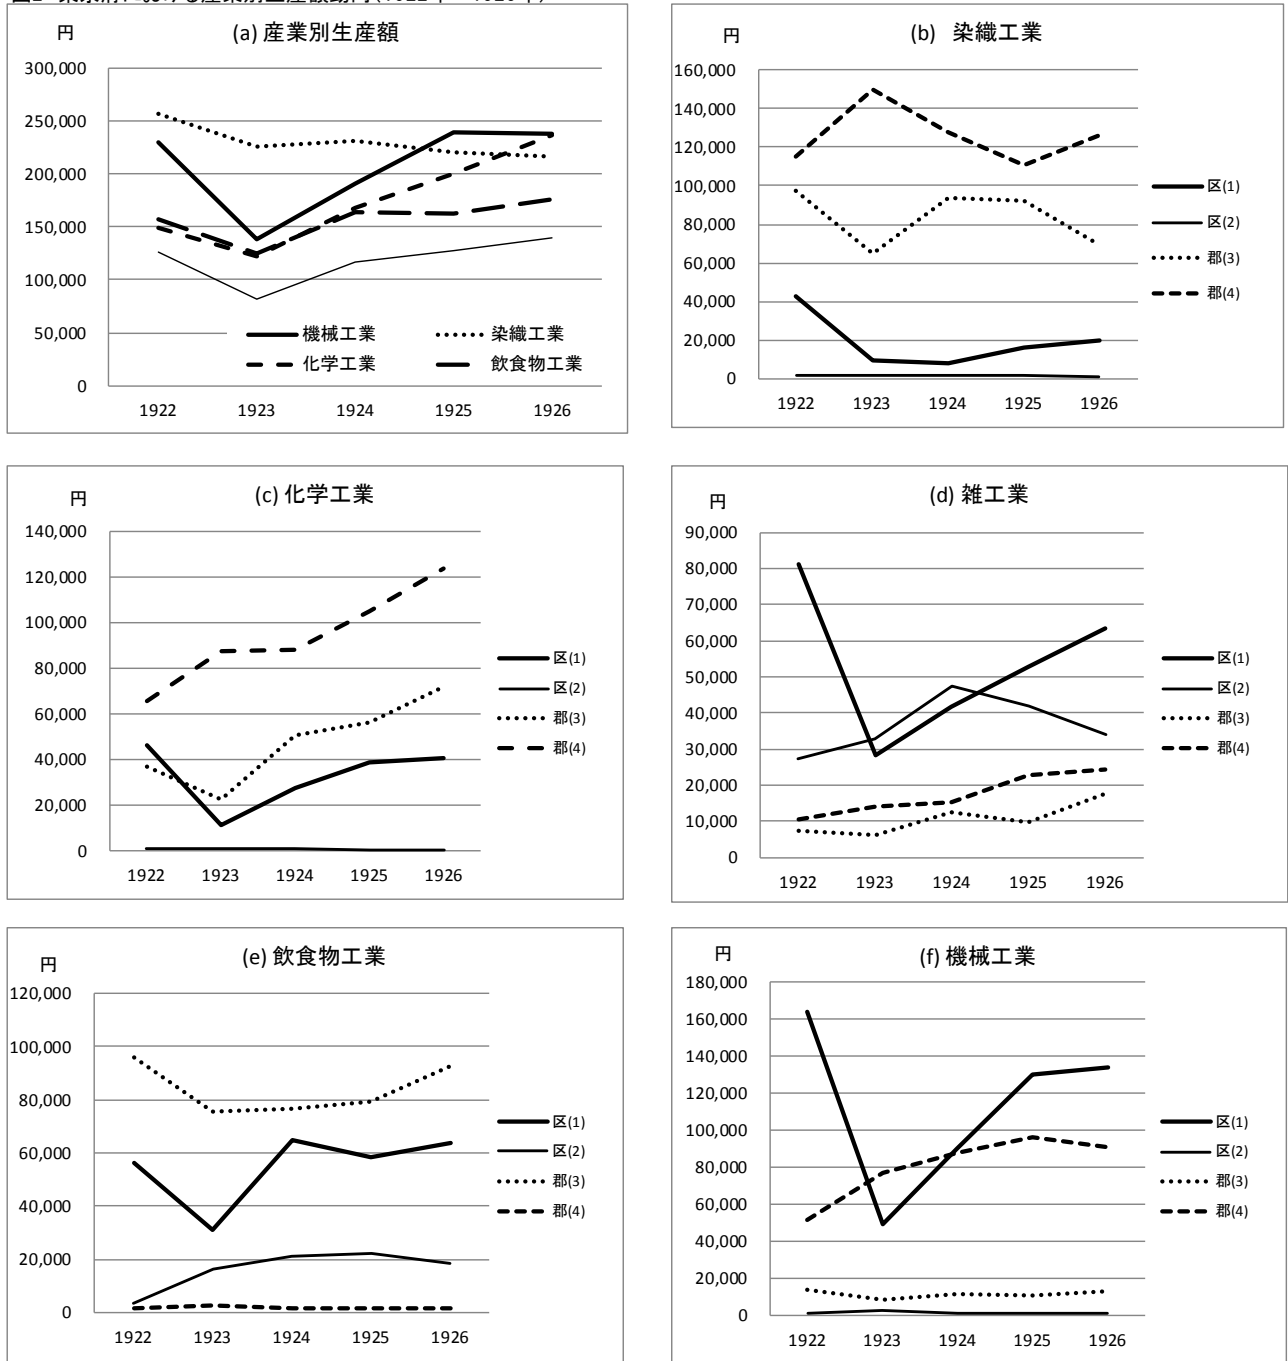 (a) 産業別生産額
円
300,000
250,000
200,000
150,000
100,000
50,000
0
機械工業
染織工業
化学工業
飲食物工業
1922 1923 1924 1925 1926
(b) 染織工業
円
160,000
140,000
120,000
100,000
80,000
60,000
40,000
20,000
0
1922 1923 1924 1925 1926
区(1)
区(2)
郡(3)
郡(4)
(c) 化学工業
円
140,000
120,000
100,000
80,000
60,000
40,000
20,000
0
1922 1923 1924 1925 1926
区(1)
区(2)
郡(3)
郡(4)
(d) 雑工業
円
90,000
80,000
70,000
60,000
50,000
40,000
30,000
20,000
10,000
0
1922 1923 1924 1925 1926
区(1)
区(2)
郡(3)
郡(4)
(e) 飲食物工業
円
120,000
100,000
80,000
60,000
40,000
20,000
0
1922 1923 1924 1925 1926
区(1)
区(2)
郡(3)
郡(4)
(f) 機械工業
円
180,000
160,000
140,000
120,000
100,000
80,000
60,000
40,000
20,000
0
1922 1923 1924 1925 1926
区(1)
区(2)
郡(3)
郡(4)